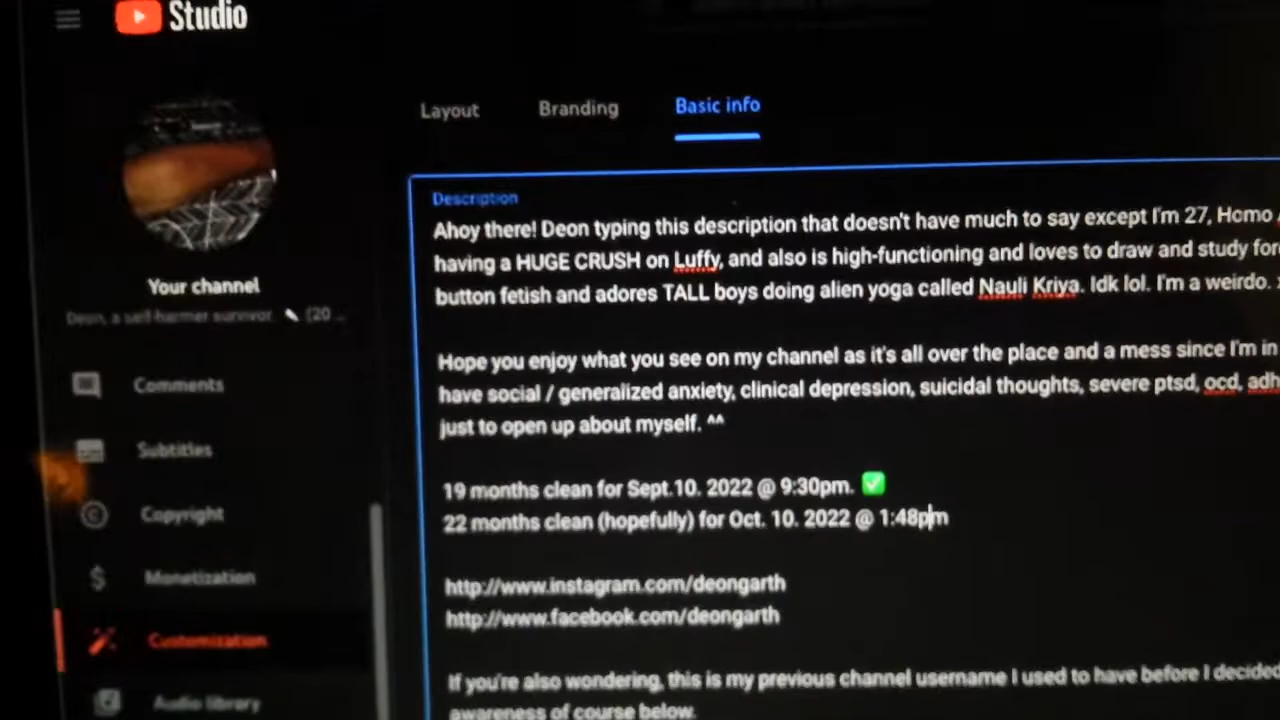 Studio
Layout
Branding
Basic info
Your channel
Deon, a self-harmer survivor (20 ...
Comments
Subtitles
Copyright
Monetization
Customization
Audio library
Description
Ahoy there! Deon typing this description that doesn't have much to say except I'm 27, Homo
having a HUGE CRUSH on Luffy, and also is high-functioning and loves to draw and study for
button fetish and adores TALL boys doing alien yoga called Nauli Kriya. Idk lol. I'm a weirdo.
Hope you enjoy what you see on my channel as it's all over the place and a mess since I'm in
have social / generalized anxiety, clinical depression, suicidal thoughts, severe ptsd, ocd, adh
just to open up about myself. ^^
19 months clean for Sept.10. 2022 @ 9:30pm. ✅
22 months clean (hopefully) for Oct. 10. 2022 @ 1:48pm
http://www.instagram.com/deongarth
http://www.facebook.com/deongarth
If you're also wondering, this is my previous channel username I used to have before I decided
awareness of course below.